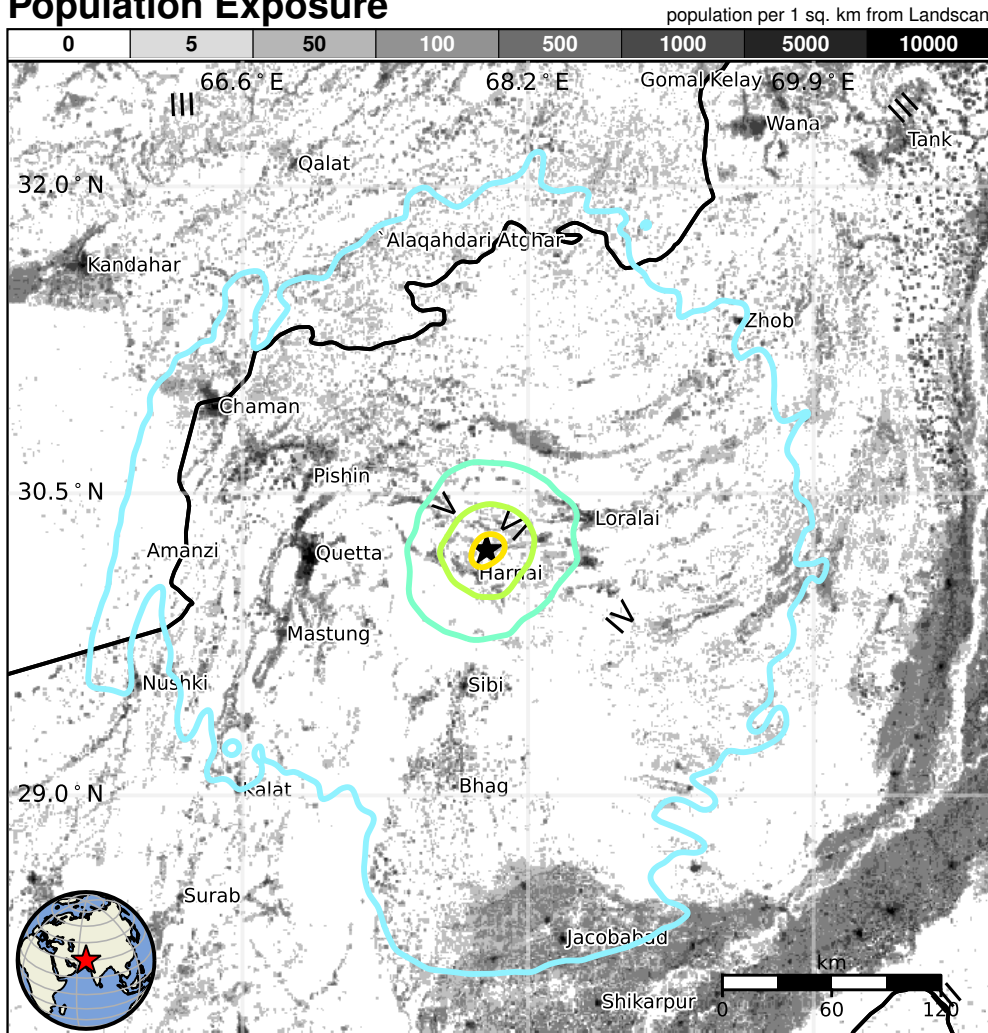 Population Exposure
population per 1 sq. km from Landscan
0 5 50 100 500 1000 5000 10000
66.6°E 68.2°E 69.9°E
Gomal Kelay
III
III
Wana
Tank
Qalat
32.0°N
`Alaqahdari Atghar
Kandahar
Zhob
Chaman
Pishin
30.5°N
V
VI
Loralai
Amanzi
Quetta
Harnai
IV
Mastung
Nushki
Sibi
Kalat
Bhag
29.0°N
Surab
Jacobabad
km
Shikarpur
0 60 120